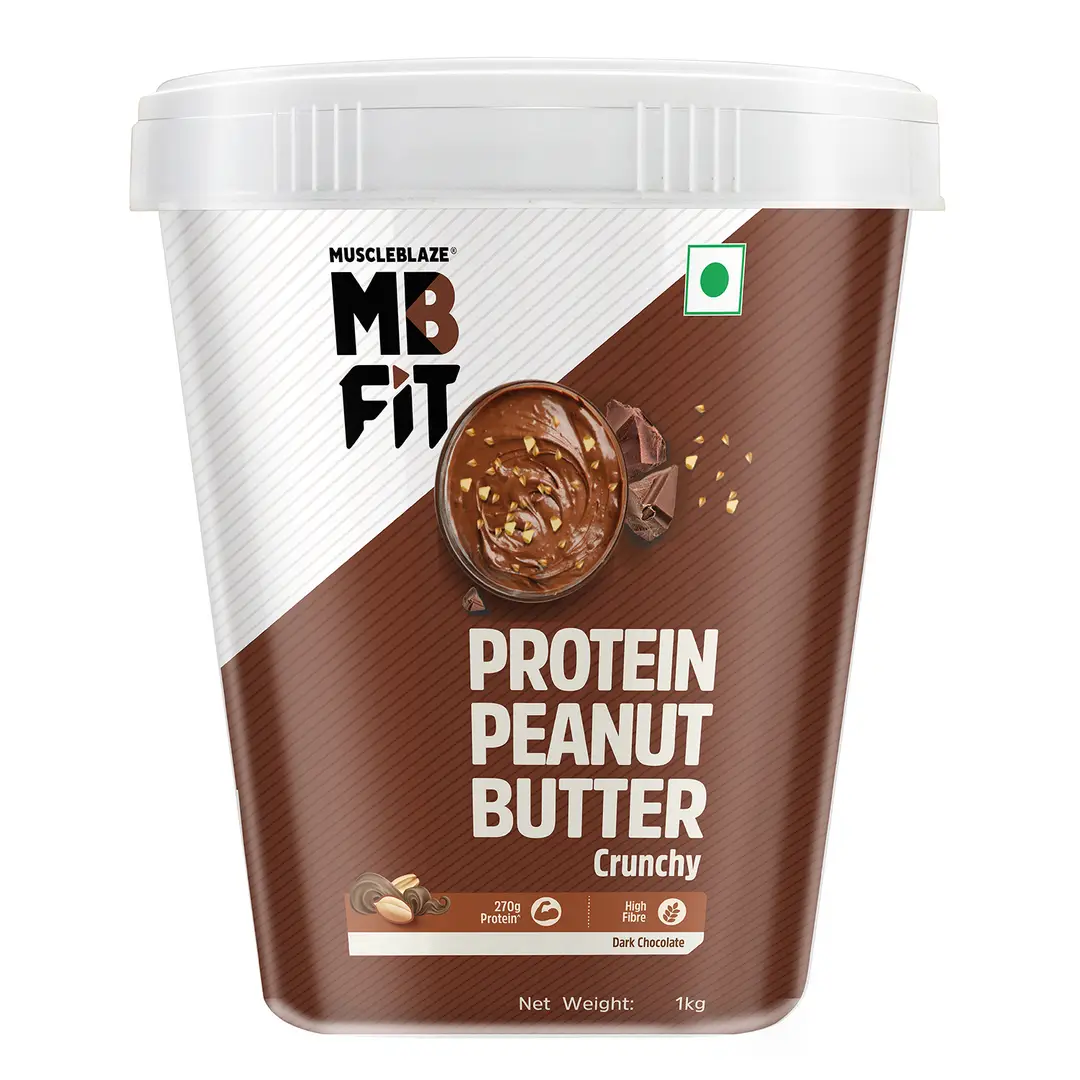 MUSCLEBLAZE®
MB
FiT
PROTEIN
PEANUT
BUTTER
Crunchy
270g
Protein^
High
Fibre
Dark Chocolate
Net Weight: 1kg